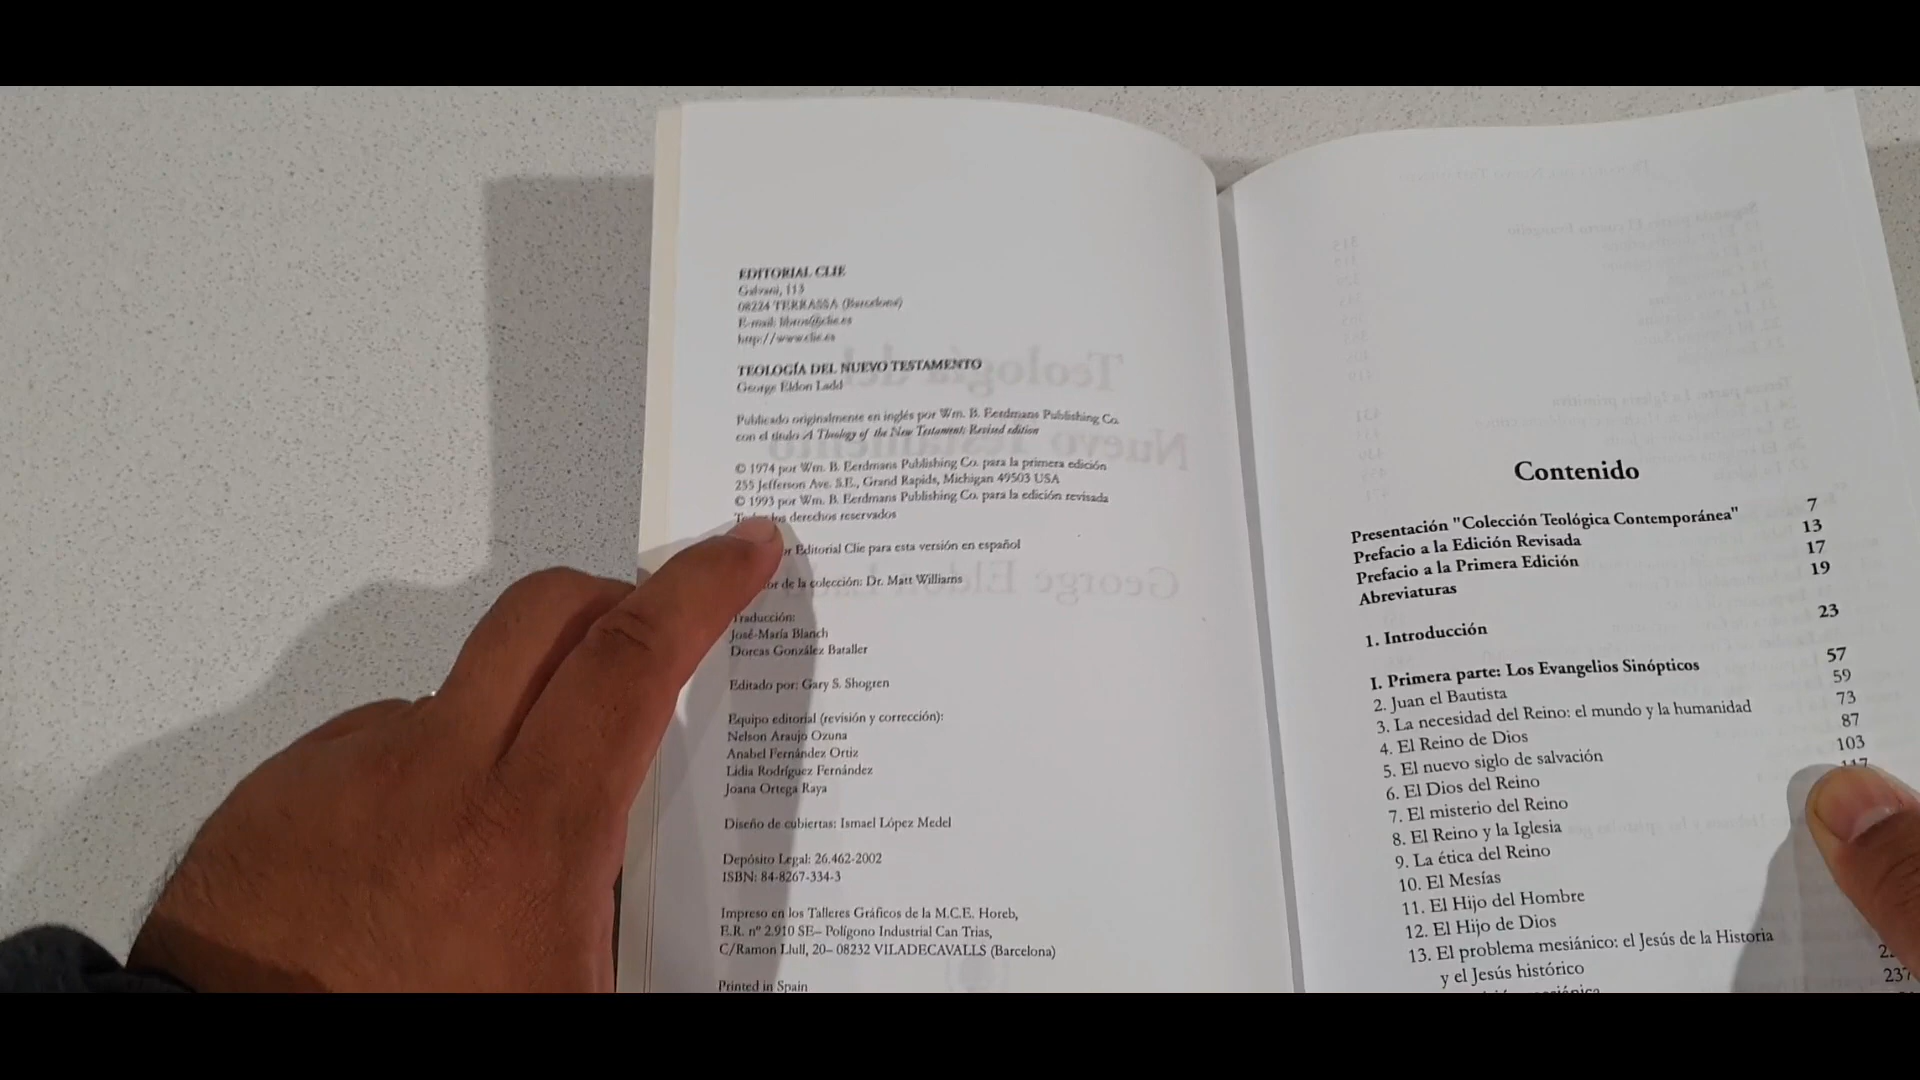 EDITORIAL CLIE
Galvani, 113
08224 TERRASSA (Barcelona)
E-mail: libros@clie.es
http://www.clie.es
TEOLOGÍA DEL NUEVO TESTAMENTO
George Eldon Ladd
Publicado originalmente en inglés por Wm. B. Eerdmans Publishing Co.
con el título A Theology of the New Testament: Revised edition
© 1974 por Wm. B. Eerdmans Publishing Co. para la primera edición
255 Jefferson Ave. S.E., Grand Rapids, Michigan 49503 USA
© 1993 por Wm. B. Eerdmans Publishing Co. para la edición revisada
Todos los derechos reservados
Editorial Clie para esta versión en español
de la colección: Dr. Matt Williams
Traducción:
José-María Blanch
Dorcas González Bataller
Editado por: Gary S. Shogren
Equipo editorial (revisión y corrección):
Nelson Araujo Ozuna
Anabel Fernández Ortiz
Lidia Rodríguez Fernández
Joana Ortega Raya
Diseño de cubiertas: Ismael López Medel
Depósito Legal: 26.462-2002
ISBN: 84-8267-334-3
Impreso en los Talleres Gráficos de la M.C.E. Horeb,
E.R. nº 2.910 SE– Polígono Industrial Can Trias,
C/Ramon Llull, 20– 08232 VILADECAVALLS (Barcelona)
Printed in Spain
Contenido
Presentación "Colección Teológica Contemporánea" 7
Prefacio a la Edición Revisada 13
Prefacio a la Primera Edición 17
Abreviaturas 19
1. Introducción 23
I. Primera parte: Los Evangelios Sinópticos 57
2. Juan el Bautista 59
3. La necesidad del Reino: el mundo y la humanidad 73
4. El Reino de Dios 87
5. El nuevo siglo de salvación 103
6. El Dios del Reino 117
7. El misterio del Reino
8. El Reino y la Iglesia
9. La ética del Reino
10. El Mesías
11. El Hijo del Hombre
12. El Hijo de Dios
13. El problema mesiánico: el Jesús de la Historia
y el Jesús histórico 237